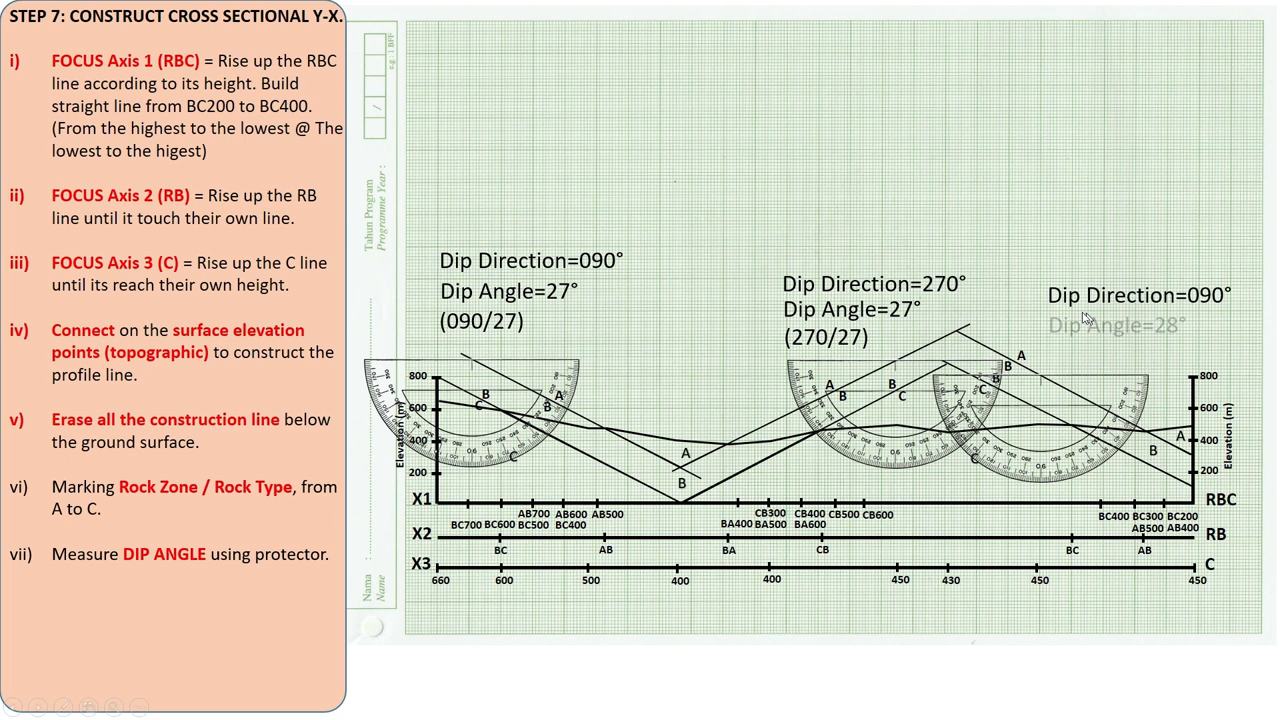 STEP 7: CONSTRUCT CROSS SECTIONAL Y-X.
i) FOCUS Axis 1 (RBC) = Rise up the RBC
line according to its height. Build
straight line from BC200 to BC400.
(From the highest to the lowest @ The
lowest to the higest)
ii) FOCUS Axis 2 (RB) = Rise up the RB
line until it touch their own line.
iii) FOCUS Axis 3 (C) = Rise up the C line
until its reach their own height.
iv) Connect on the surface elevation
points (topographic) to construct the
profile line.
v) Erase all the construction line below
the ground surface.
vi) Marking Rock Zone / Rock Type, from
A to C.
vii) Measure DIP ANGLE using protector.
e.g.: 1 BFF
/
Tahun Program
Programme Year :
Nama :
Name
Dip Direction=090°
Dip Angle=27°
(090/27)
Dip Direction=270°
Dip Angle=27°
(270/27)
Dip Direction=090°
Dip Angle=28°
800
600
400
200
Elevation (m)
800
600
400
200
Elevation (m)
B
C
A
B
C
A
B
A
B
B
C
A
B
B
C
C
A
B
X1
RBC
BC700
BC600
AB700
BC500
AB600
BC400
AB500
BA400
CB300
BA500
CB400
BA600
CB500
CB600
BC400
BC300
AB500
BC200
AB400
X2
RB
BC
AB
BA
CB
BC
AB
X3
C
660
600
500
400
400
450
430
450
450